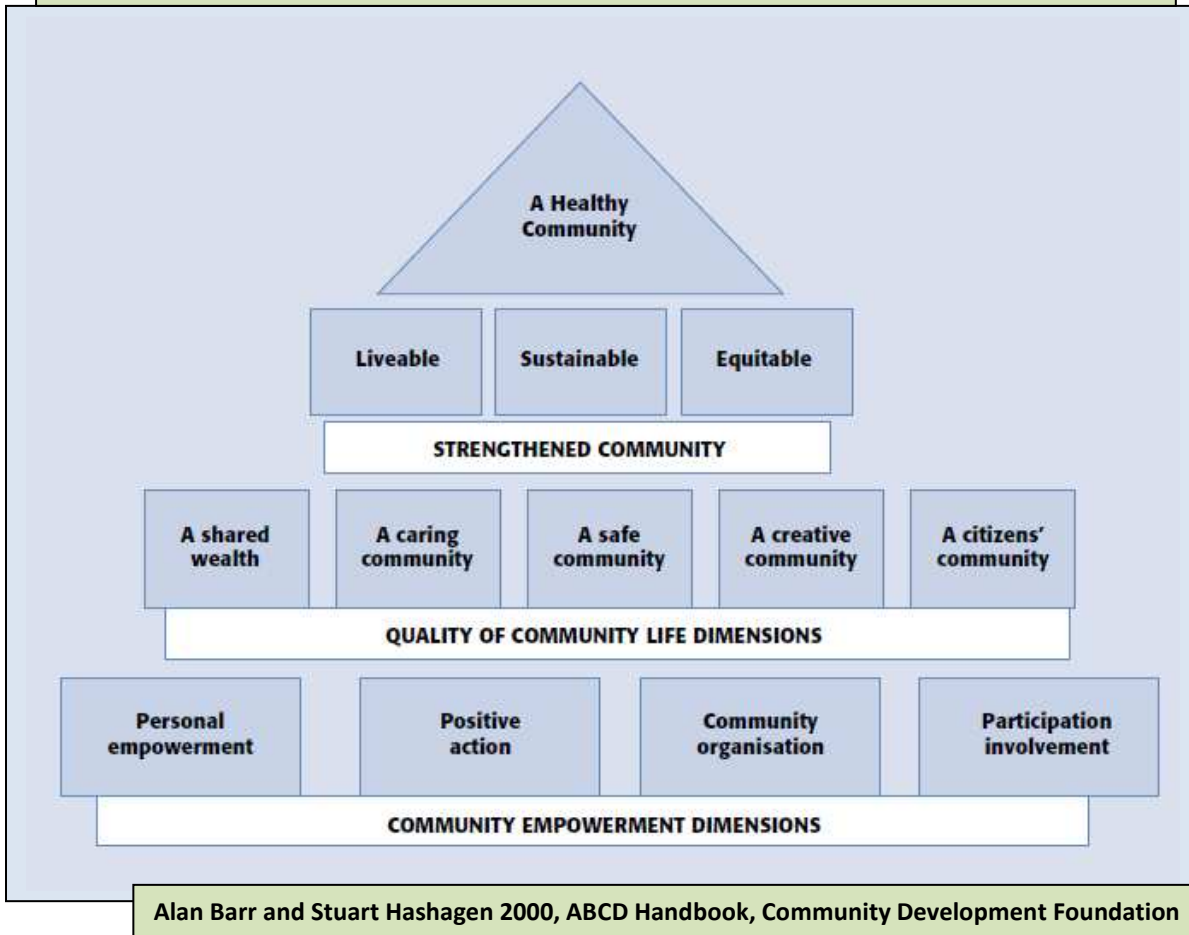 A Healthy
Community
Liveable
Sustainable
Equitable
STRENGTHENED COMMUNITY
A shared
wealth
A caring
community
A safe
community
A creative
community
A citizens'
community
QUALITY OF COMMUNITY LIFE DIMENSIONS
Personal
empowerment
Positive
action
Community
organisation
Participation
involvement
COMMUNITY EMPOWERMENT DIMENSIONS
Alan Barr and Stuart Hashagen 2000, ABCD Handbook, Community Development Foundation